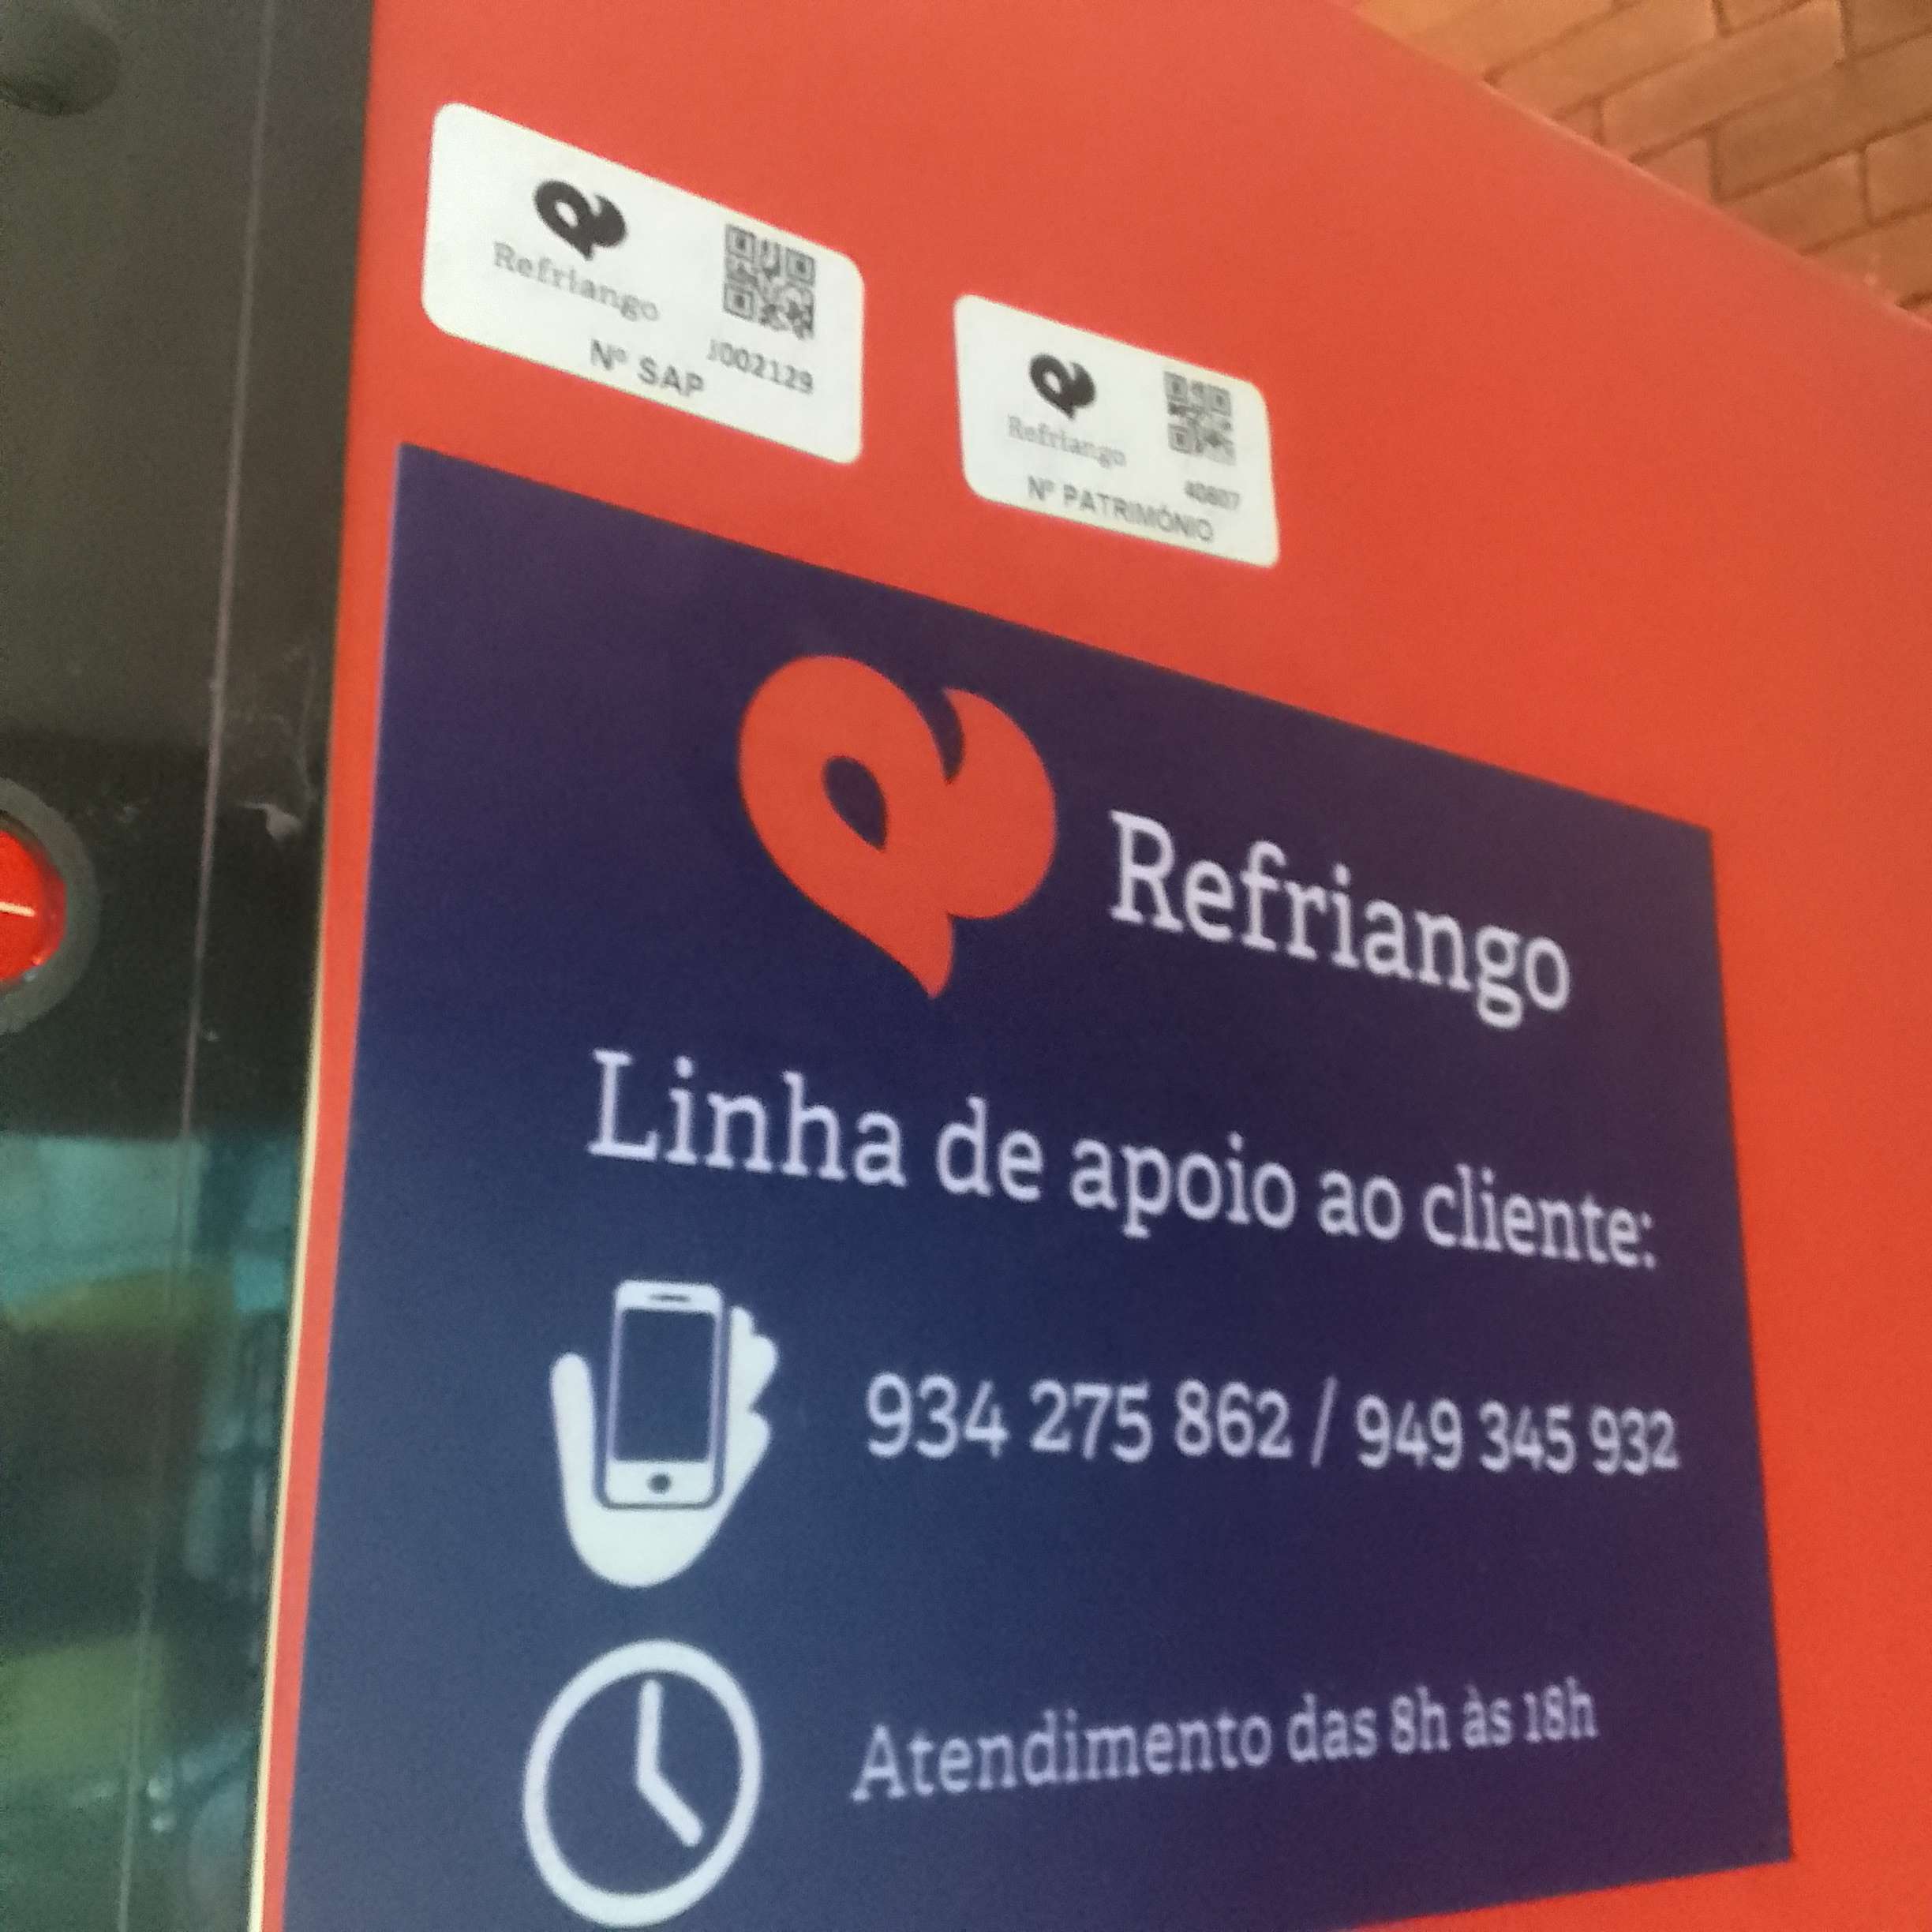 Refriango
J002129
Nº SAP
Refriango
40607
Nº PATRIMÓNIO
Refriango
Linha de apoio ao cliente:
934 275 862 / 949 345 932
Atendimento das 8h às 18h